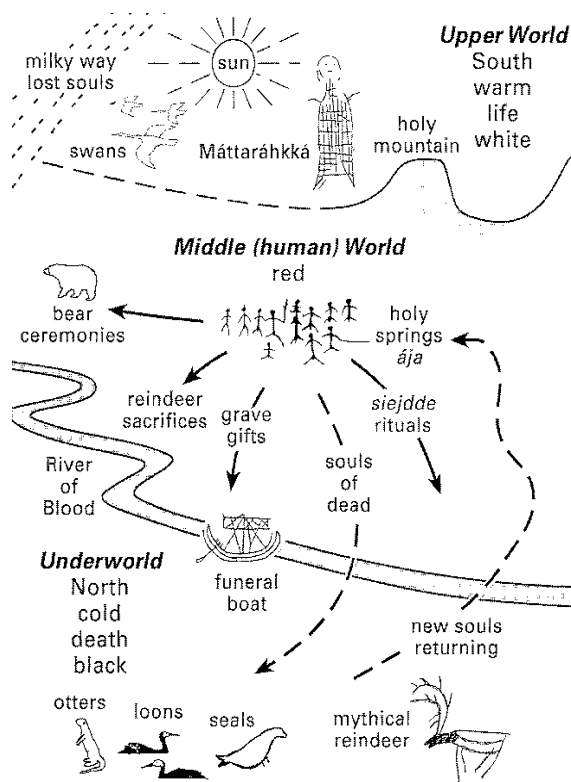 Upper World
South
warm
life
white
milky way
lost souls
sun
swans
Máttaráhkká
holy
mountain
Middle (human) World
red
bear
ceremonies
holy
springs
ája
reindeer
sacrifices
grave
gifts
siejdde
rituals
souls
of
dead
River
of
Blood
funeral
boat
Underworld
North
cold
death
black
new souls
returning
otters
loons
seals
mythical
reindeer